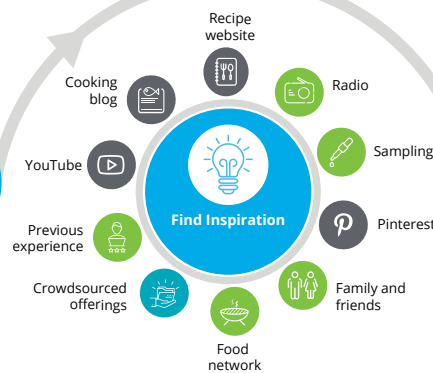 Recipe
website
Radio
Sampling
Pinterest
Family and
friends
Food
network
Crowdsourced
offerings
Previous
experience
YouTube
Cooking
blog
Find Inspiration